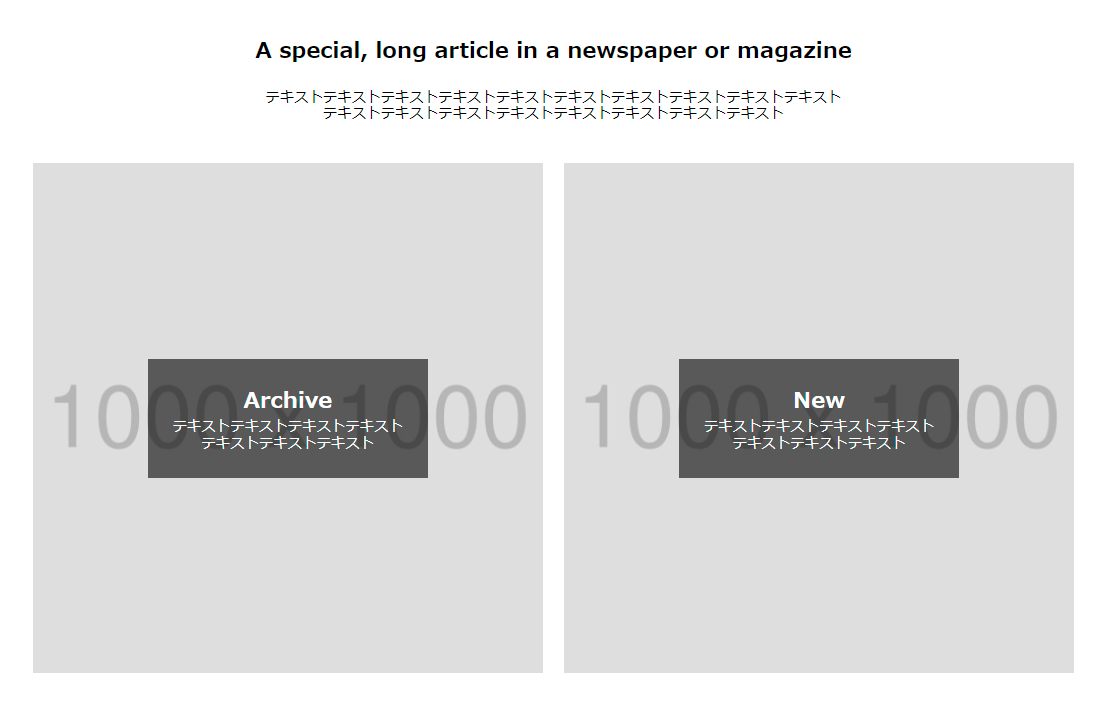 A special, long article in a newspaper or magazine
テキストテキストテキストテキストテキストテキストテキストテキストテキストテキスト
テキストテキストテキストテキストテキストテキストテキストテキスト
1000 x 1000
Archive
テキストテキストテキストテキスト
テキストテキストテキスト
1000 x 1000
New
テキストテキストテキストテキスト
テキストテキストテキスト